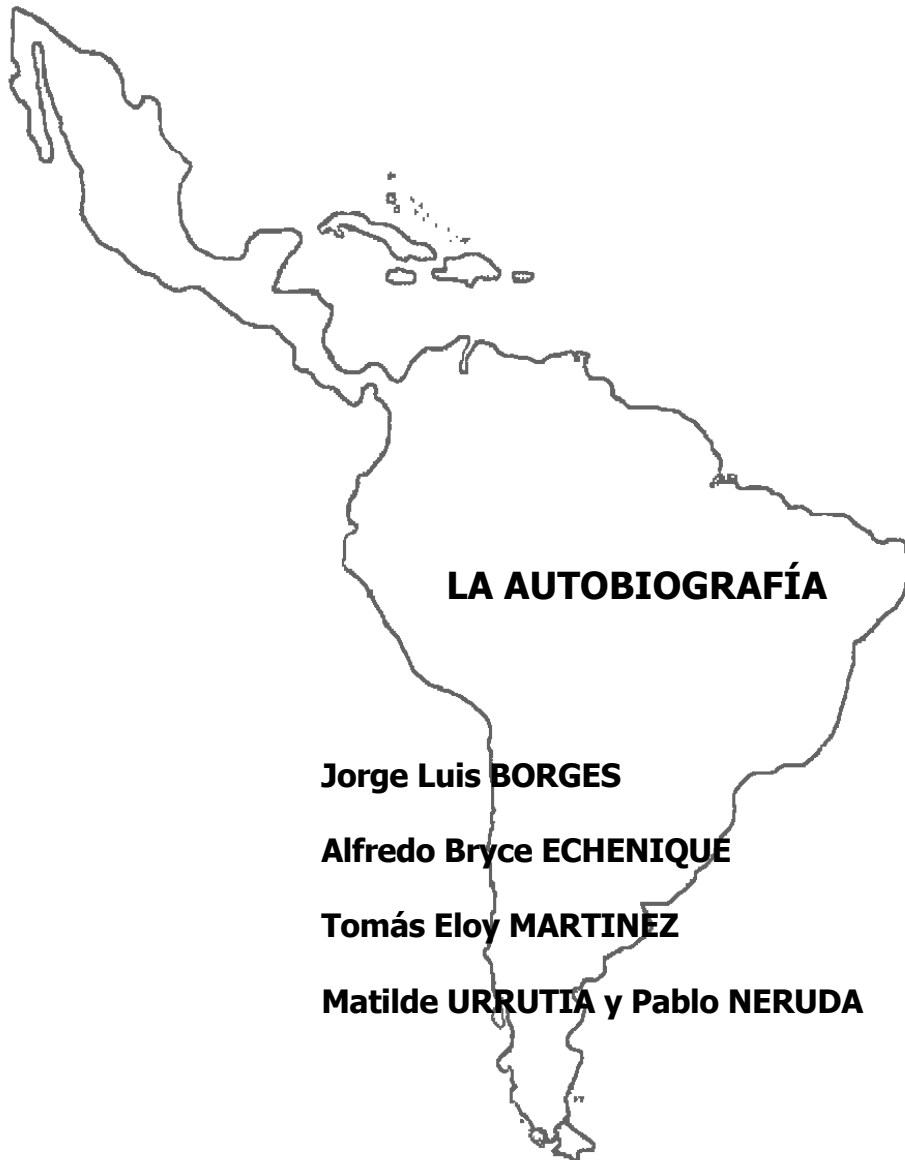 LA AUTOBIOGRAFÍA
Jorge Luis BORGES
Alfredo Bryce ECHENIQUE
Tomás Eloy MARTINEZ
Matilde URRUTIA y Pablo NERUDA